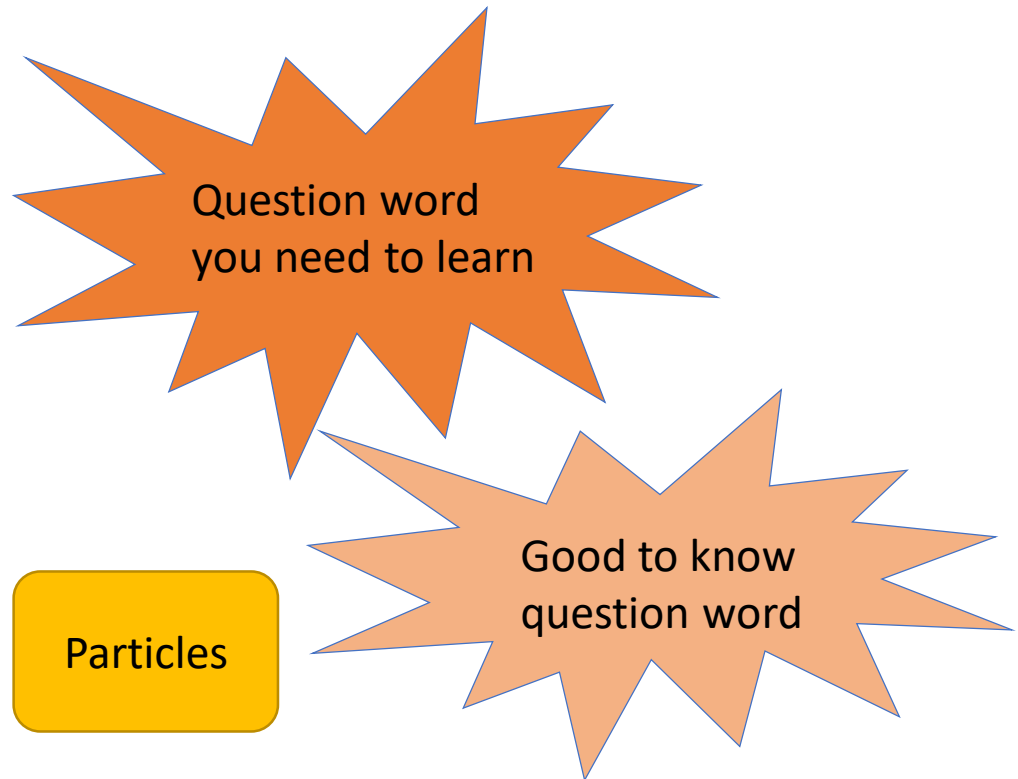 Question word
you need to learn
Good to know
question word
Particles